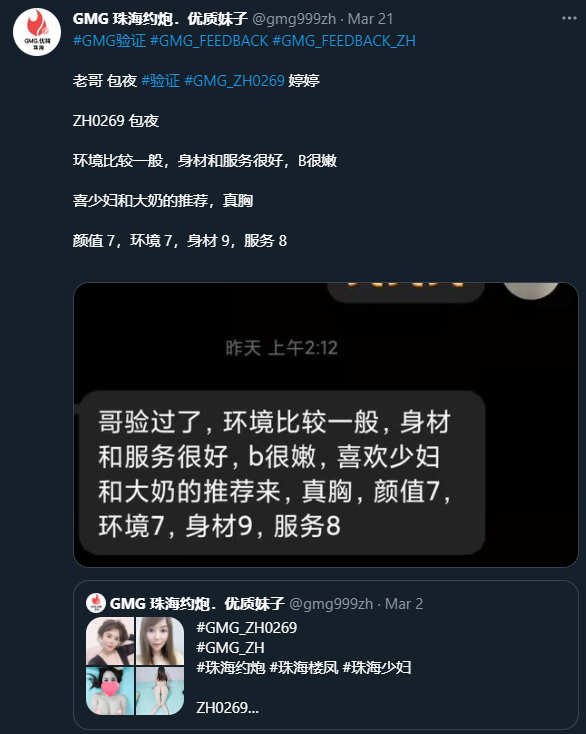 GMG 珠海约炮．优质妹子 @gmg999zh · Mar 21
#GMG验证 #GMG_FEEDBACK #GMG_FEEDBACK_ZH
老哥 包夜 #验证 #GMG_ZH0269 婷婷
ZH0269 包夜
环境比较一般，身材和服务很好，B很嫩
喜少妇和大奶的推荐，真胸
颜值 7，环境 7，身材 9，服务 8
GMG.优妹
珠海
昨天 上午2:12
哥验过了, 环境比较一般, 身材
和服务很好, b很嫩, 喜欢少妇
和大奶的推荐来, 真胸, 颜值7,
环境7, 身材9, 服务8
GMG 珠海约炮．优质妹子 @gmg999zh · Mar 2
#GMG_ZH0269
#GMG_ZH
#珠海约炮 #珠海楼凤 #珠海少妇
ZH0269...